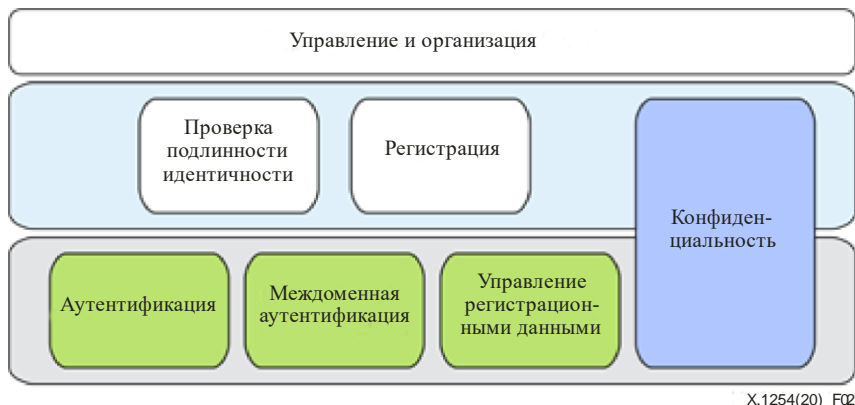 Управление и организация
Проверка
подлинности
идентичности
Регистрация
Конфиден-
циальность
Аутентификация
Междоменная
аутентификация
Управление
регистрацион-
ными данными
X.1254(20)_F02